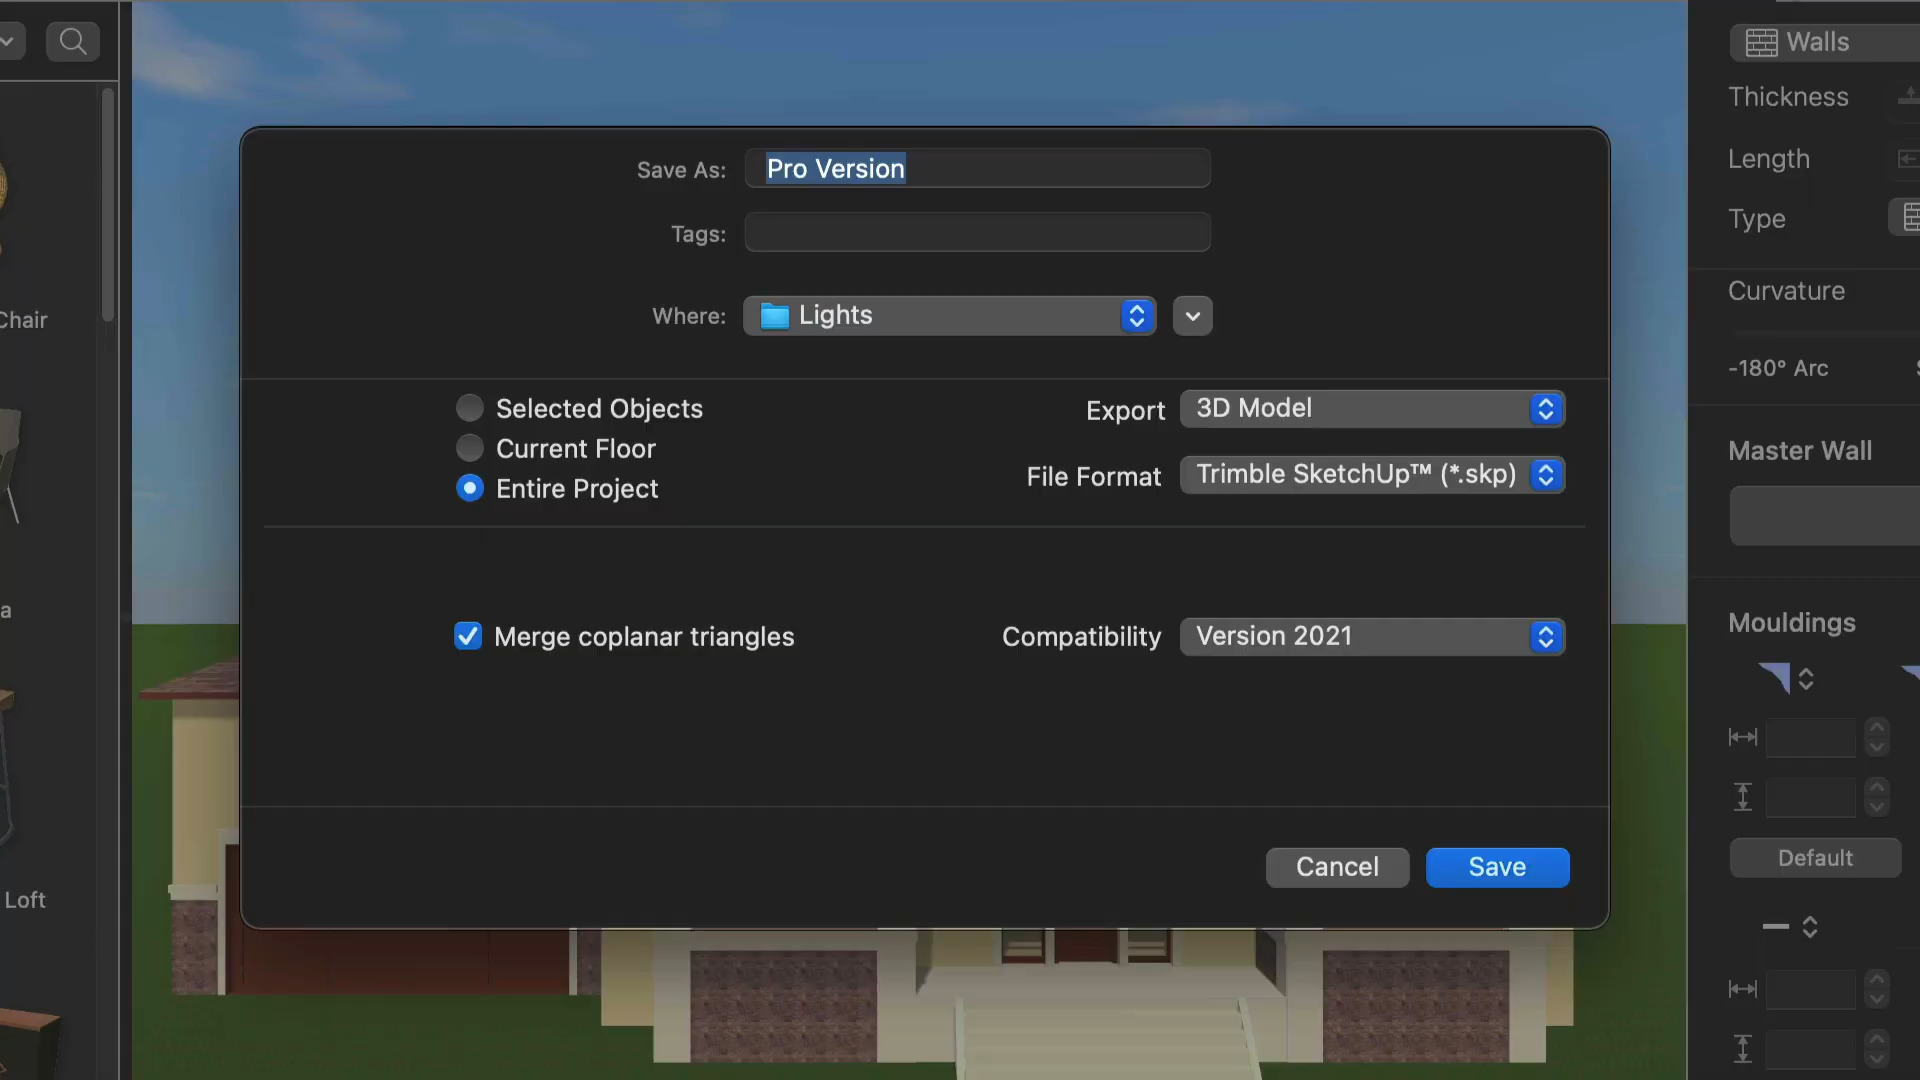 Walls
Thickness
Length
Type
Curvature
-180° Arc
Master Wall
Mouldings
Default
Chair
a
Loft
Save As: Pro Version
Tags:
Where: Lights
Selected Objects
Current Floor
Entire Project
Export 3D Model
File Format Trimble SketchUp™ (*.skp)
Merge coplanar triangles
Compatibility Version 2021
Cancel Save